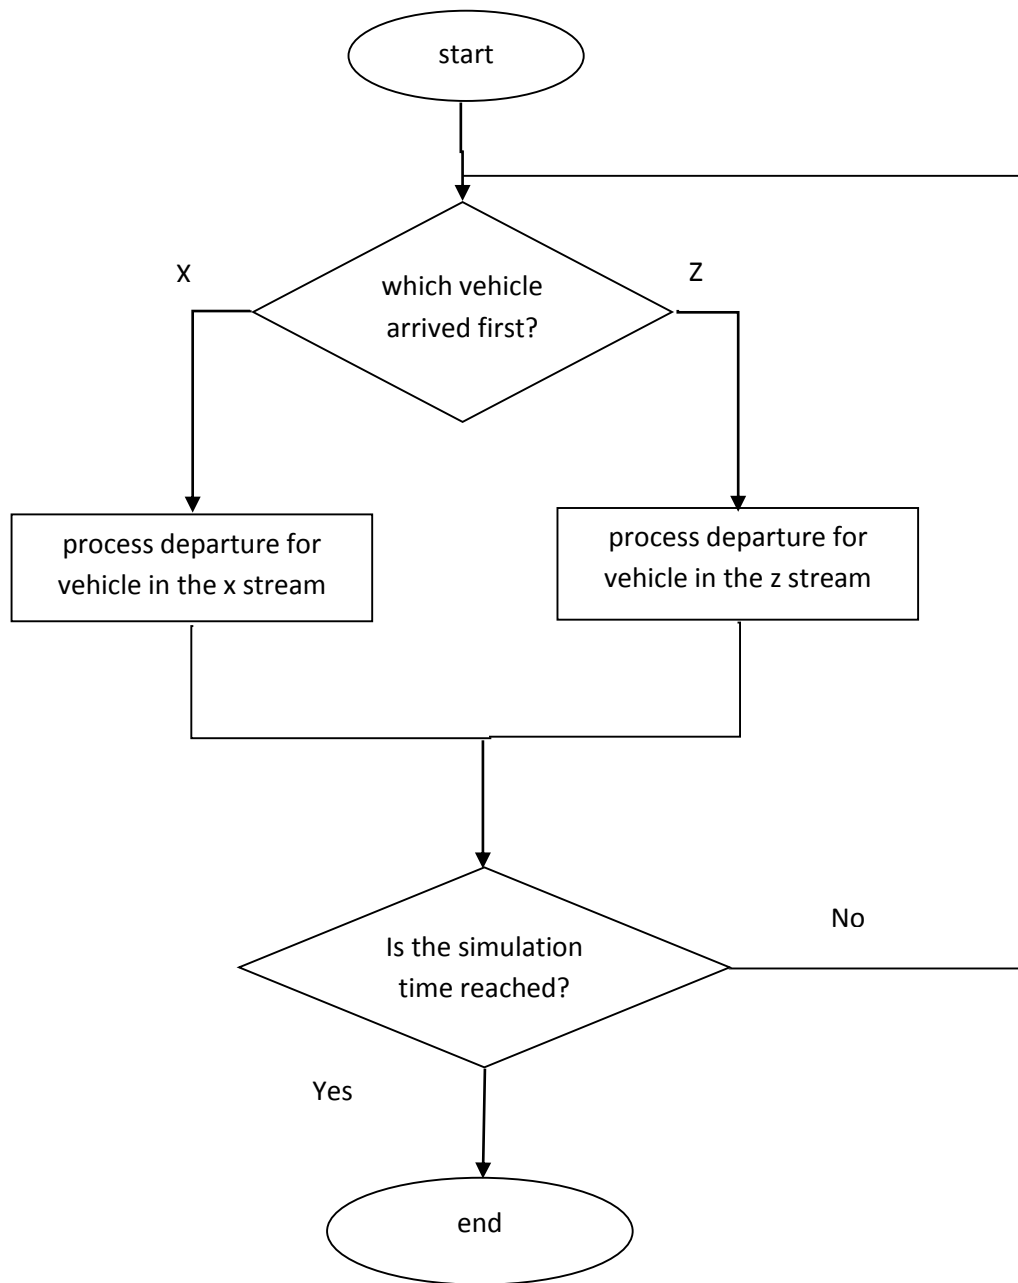 start
X
Z
which vehicle
arrived first?
process departure for
vehicle in the x stream
process departure for
vehicle in the z stream
Is the simulation
time reached?
No
Yes
end